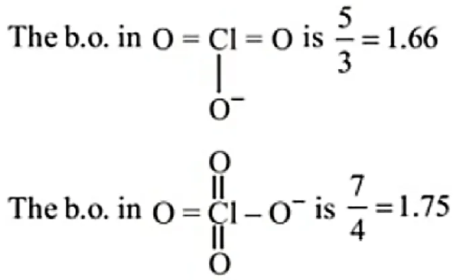 The b.o. in O = Cl = O is 5/3 = 1.66
|
O⁻
O
||
The b.o. in O = Cl – O⁻ is 7/4 = 1.75
||
O